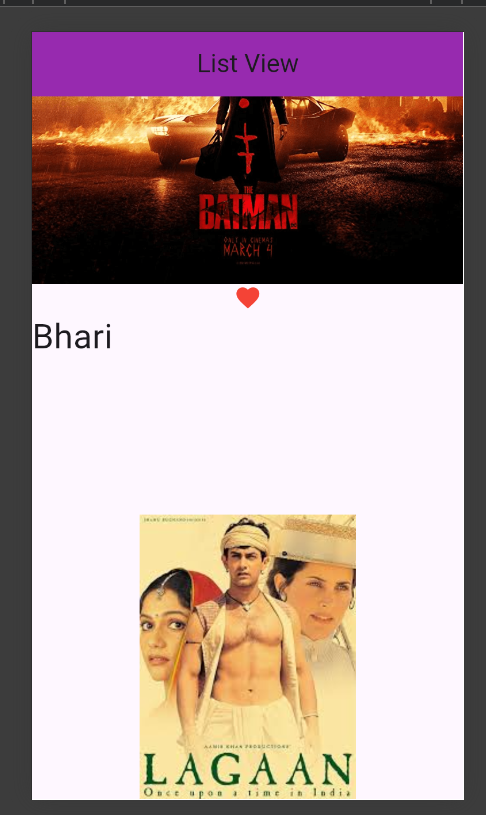 List View
THE
BATMAN
ONLY IN CINEMAS
MARCH 4
Bhari
AAMIR KHAN PRODUCTIONS'
LAGAAN
Once upon a time in India